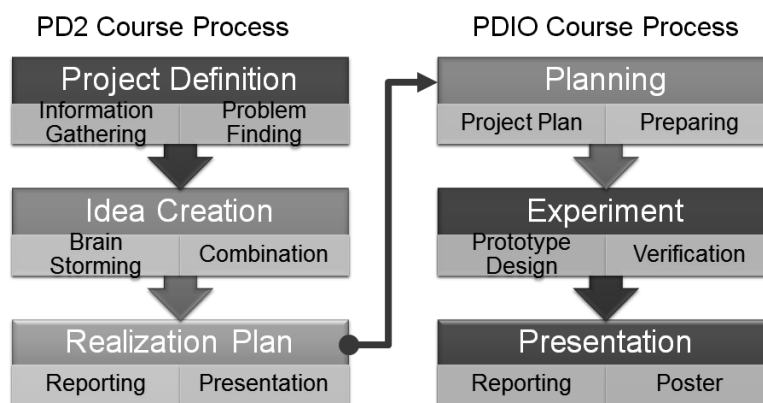 PD2 Course Process
Project Definition
Information Gathering
Problem Finding
Idea Creation
Brain Storming
Combination
Realization Plan
Reporting
Presentation
PDIO Course Process
Planning
Project Plan
Preparing
Experiment
Prototype Design
Verification
Presentation
Reporting
Poster